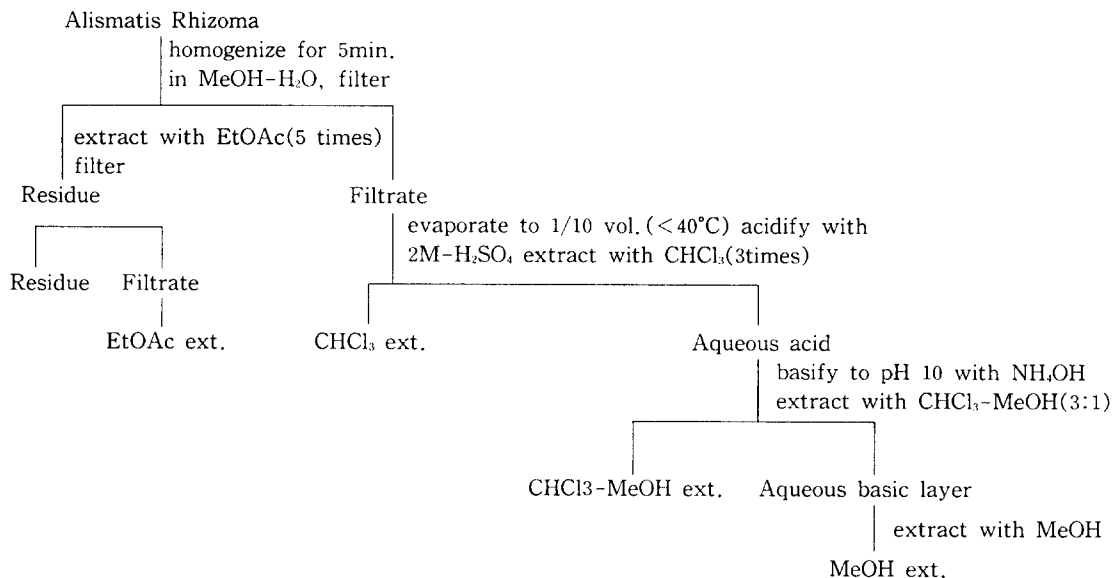 Alismatis Rhizoma
homogenize for 5min.
in MeOH-H₂O, filter
extract with EtOAc(5 times)
filter
Residue
Filtrate
evaporate to 1/10 vol.(<40°C) acidify with
2M-H₂SO₄ extract with CHCl₃(3times)
Residue
Filtrate
EtOAc ext.
CHCl₃ ext.
Aqueous acid
basify to pH 10 with NH₄OH
extract with CHCl₃-MeOH(3:1)
CHCl3-MeOH ext.
Aqueous basic layer
extract with MeOH
MeOH ext.